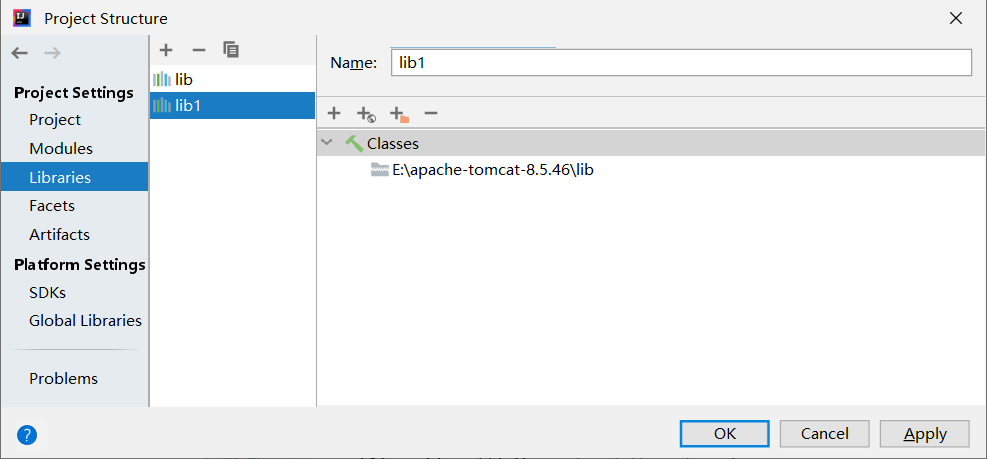 Project Structure
Project Settings
Project
Modules
Libraries
Facets
Artifacts
Platform Settings
SDKs
Global Libraries
Problems
lib
lib1
Name: lib1
Classes
E:\apache-tomcat-8.5.46\lib
? OK Cancel Apply